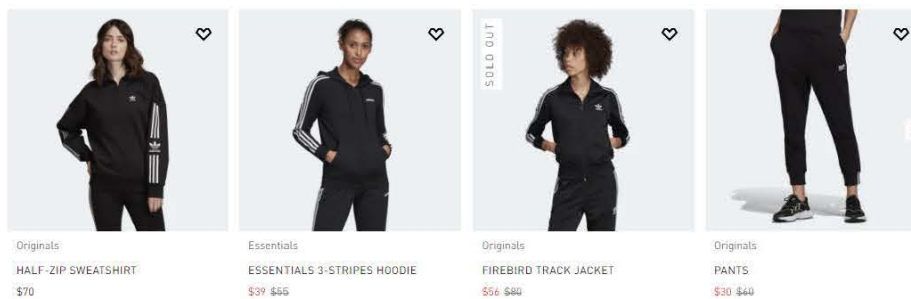 SOLD OUT
Originals
HALF-ZIP SWEATSHIRT
$70
Essentials
ESSENTIALS 3-STRIPES HOODIE
$39 $55
Originals
FIREBIRD TRACK JACKET
$56 $80
Originals
PANTS
$30 $60